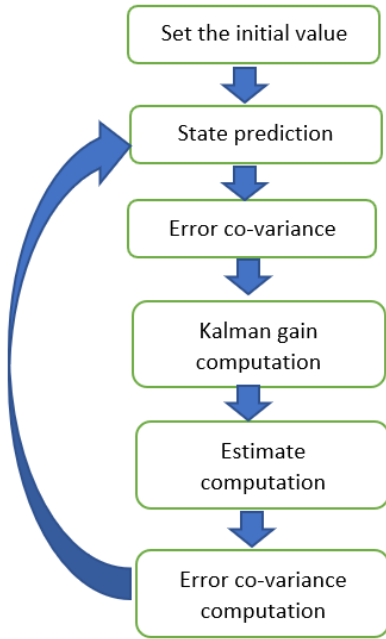 Set the initial value
State prediction
Error co-variance
Kalman gain
computation
Estimate
computation
Error co-variance
computation